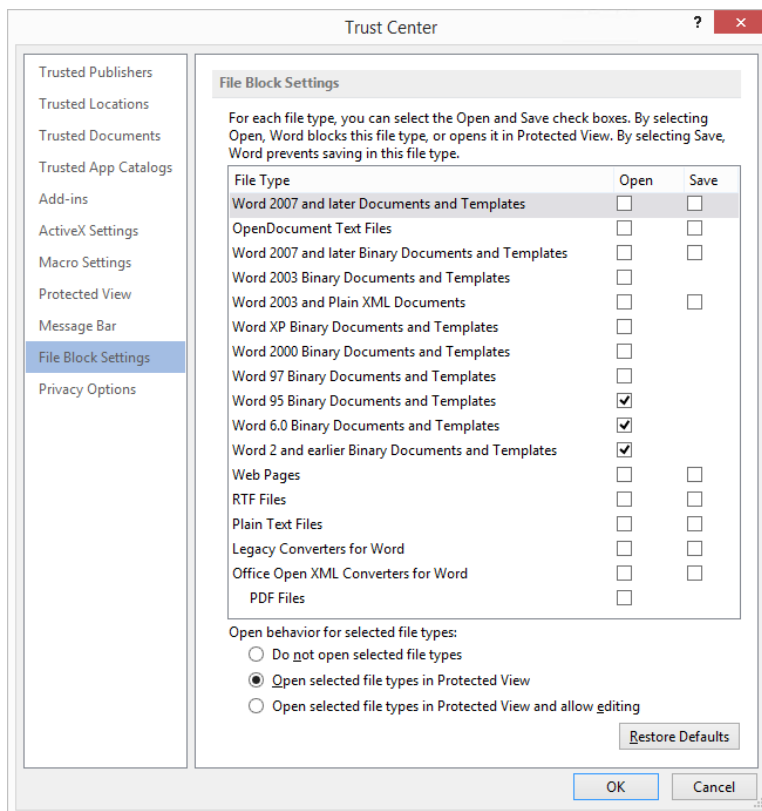 Trust Center
?
Trusted Publishers
Trusted Locations
Trusted Documents
Trusted App Catalogs
Add-ins
ActiveX Settings
Macro Settings
Protected View
Message Bar
File Block Settings
Privacy Options
File Block Settings
For each file type, you can select the Open and Save check boxes. By selecting
Open, Word blocks this file type, or opens it in Protected View. By selecting Save,
Word prevents saving in this file type.
File Type Open Save
Word 2007 and later Documents and Templates
OpenDocument Text Files
Word 2007 and later Binary Documents and Templates
Word 2003 Binary Documents and Templates
Word 2003 and Plain XML Documents
Word XP Binary Documents and Templates
Word 2000 Binary Documents and Templates
Word 97 Binary Documents and Templates
Word 95 Binary Documents and Templates
Word 6.0 Binary Documents and Templates
Word 2 and earlier Binary Documents and Templates
Web Pages
RTF Files
Plain Text Files
Legacy Converters for Word
Office Open XML Converters for Word
PDF Files
Open behavior for selected file types:
Do not open selected file types
Open selected file types in Protected View
Open selected file types in Protected View and allow editing
Restore Defaults
OK Cancel